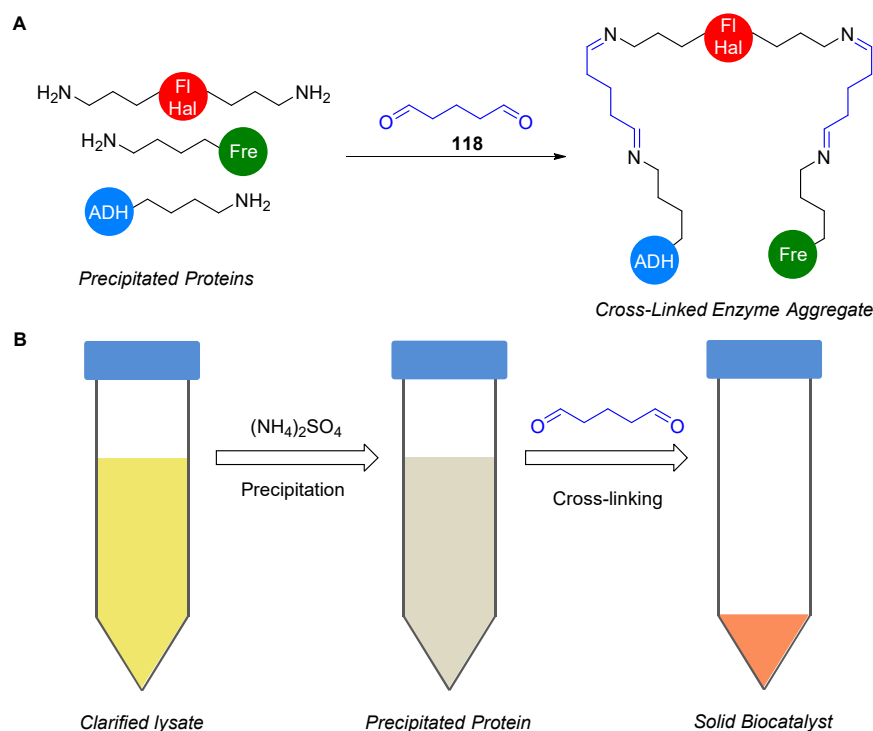 A
H₂N
Fl
Hal
NH₂
H₂N
Fre
ADH
NH₂
Precipitated Proteins
O
O
118
N
Fl
Hal
N
N
N
ADH
Fre
Cross-Linked Enzyme Aggregate
B
(NH₄)₂SO₄
Precipitation
O
O
Cross-linking
Clarified lysate
Precipitated Protein
Solid Biocatalyst